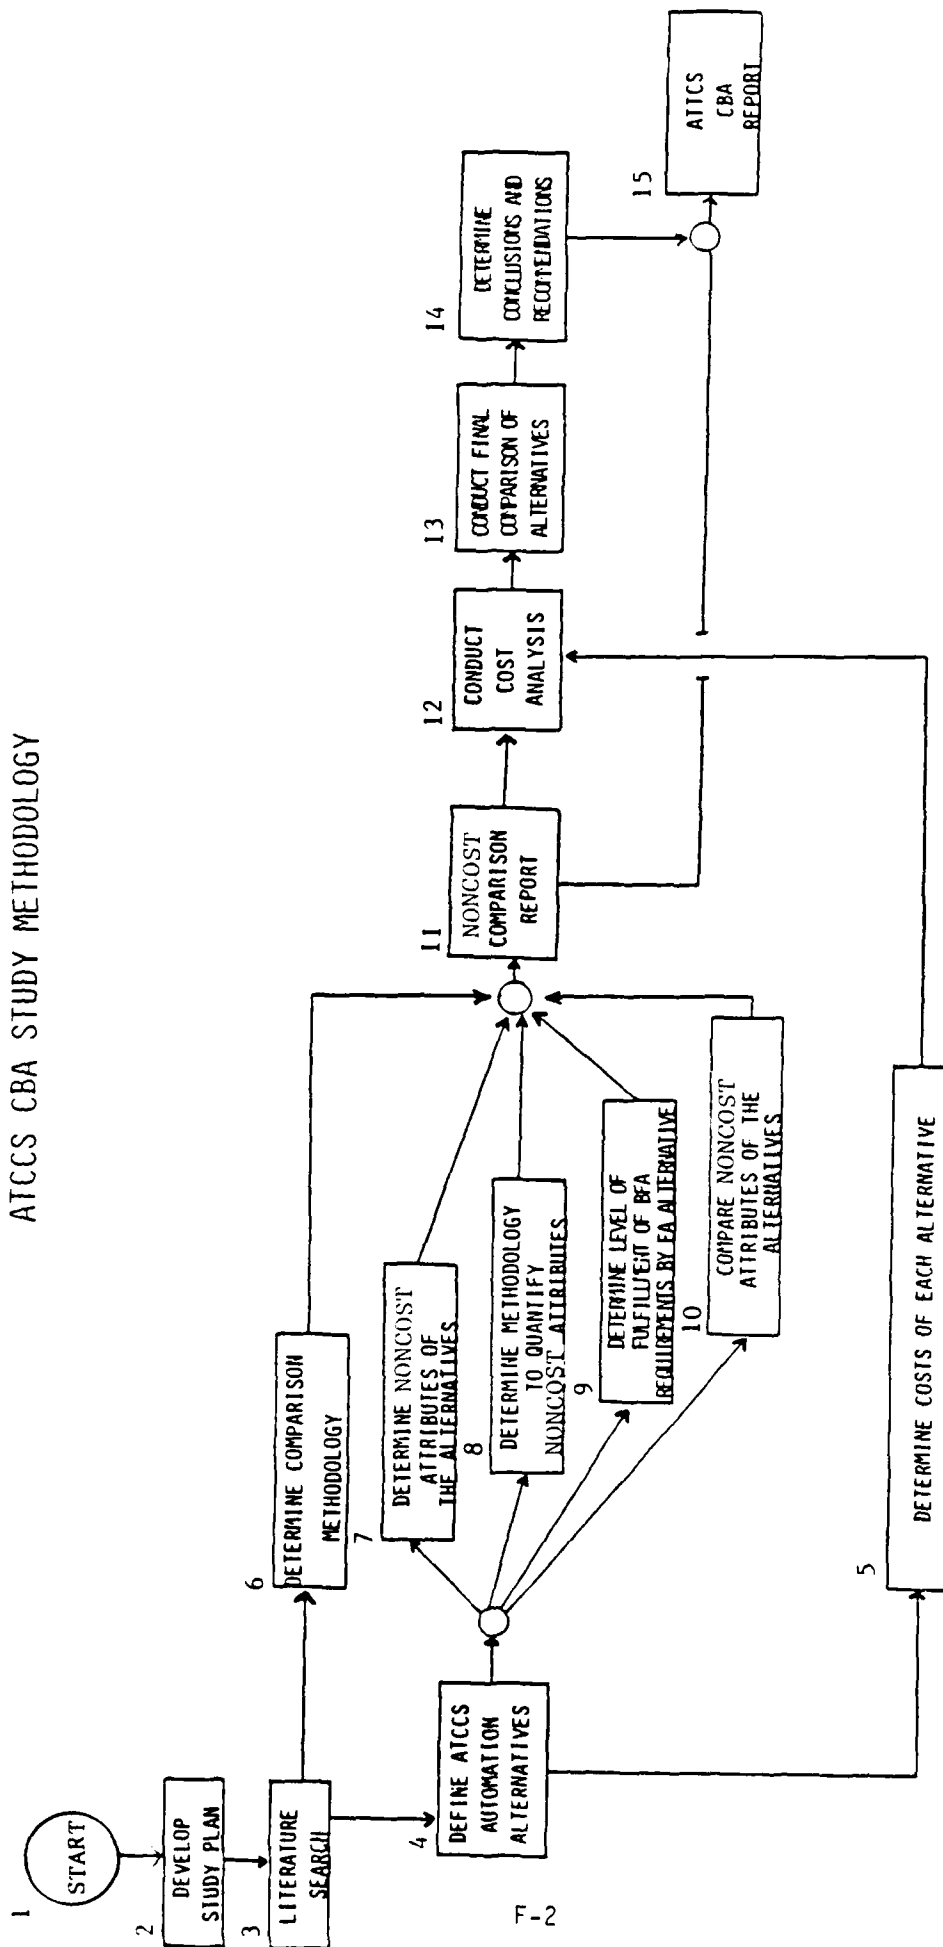 ATCCS CBA STUDY METHODOLOGY
1
START
2
DEVELOP
STUDY PLAN
3
LITERATURE
SEARCH
4
DEFINE ATCCS
AUTOMATION
ALTERNATIVES
5
DETERMINE COSTS OF EACH ALTERNATIVE
6
DETERMINE COMPARISON
METHODOLOGY
7
DETERMINE NONCOST
ATTRIBUTES OF
THE ALTERNATIVES
8
DETERMINE METHODOLOGY
TO QUANTIFY
NONCOST ATTRIBUTES
9
DETERMINE LEVEL OF
FULFILLMENT OF BFA
REQUIREMENTS BY EA ALTERNATIVE
10
COMPARE NONCOST
ATTRIBUTES OF THE
ALTERNATIVES
11
NONCOST
COMPARISON
REPORT
12
CONDUCT
COST
ANALYSIS
13
CONDUCT FINAL
COMPARISON OF
ALTERNATIVES
14
DETERMINE
CONCLUSIONS AND
RECOMMENDATIONS
15
ATTCS
CBA
REPORT
F-2